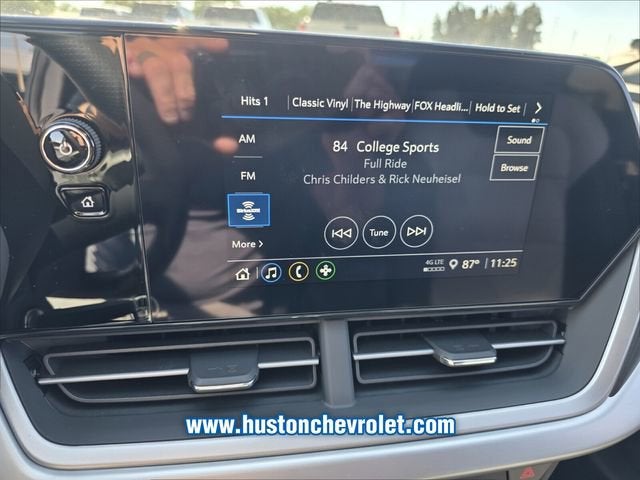 Hits 1 Classic Vinyl The Highway FOX Headli... Hold to Set
AM
84 College Sports
Sound
Full Ride
Browse
FM
Chris Childers & Rick Neuheisel
SiriusXM
Tune
More
4G LTE 87° 11:25
www.hustonchevrolet.com